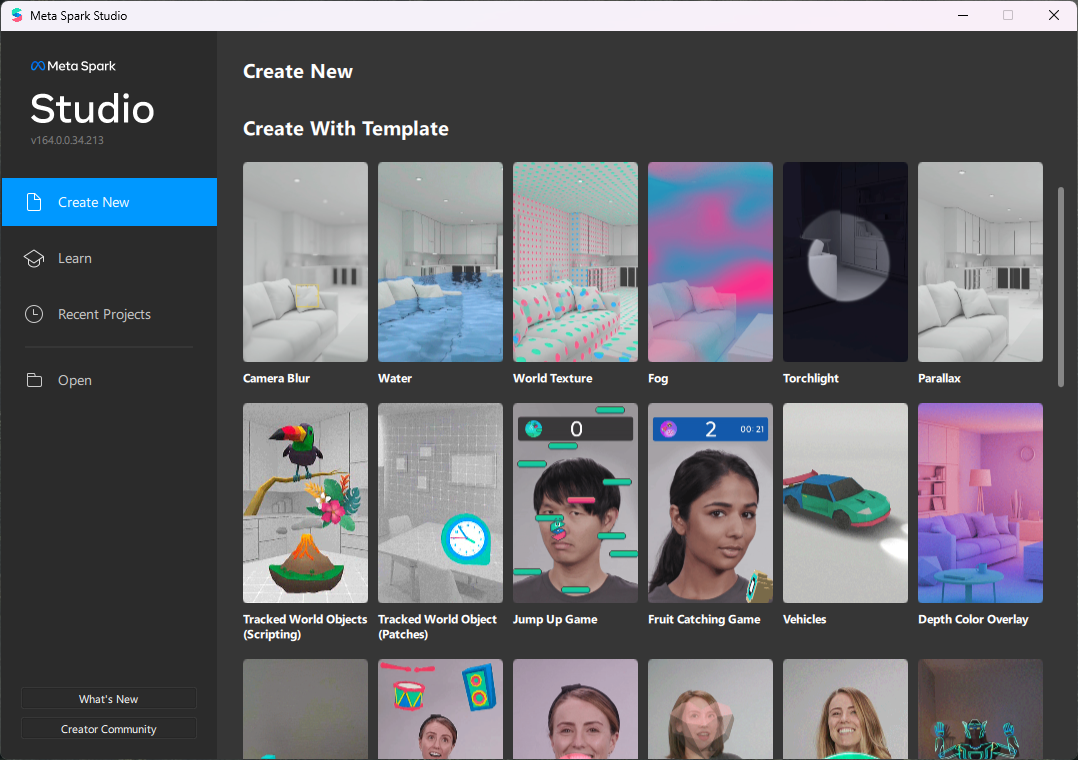 Meta Spark Studio
Meta Spark
Studio
v164.0.0.34.213
Create New
Learn
Recent Projects
Open
What's New
Creator Community
Create New
Create With Template
Camera Blur
Water
World Texture
Fog
Torchlight
Parallax
0
2
00: 21
Tracked World Objects
(Scripting)
Tracked World Object
(Patches)
Jump Up Game
Fruit Catching Game
Vehicles
Depth Color Overlay